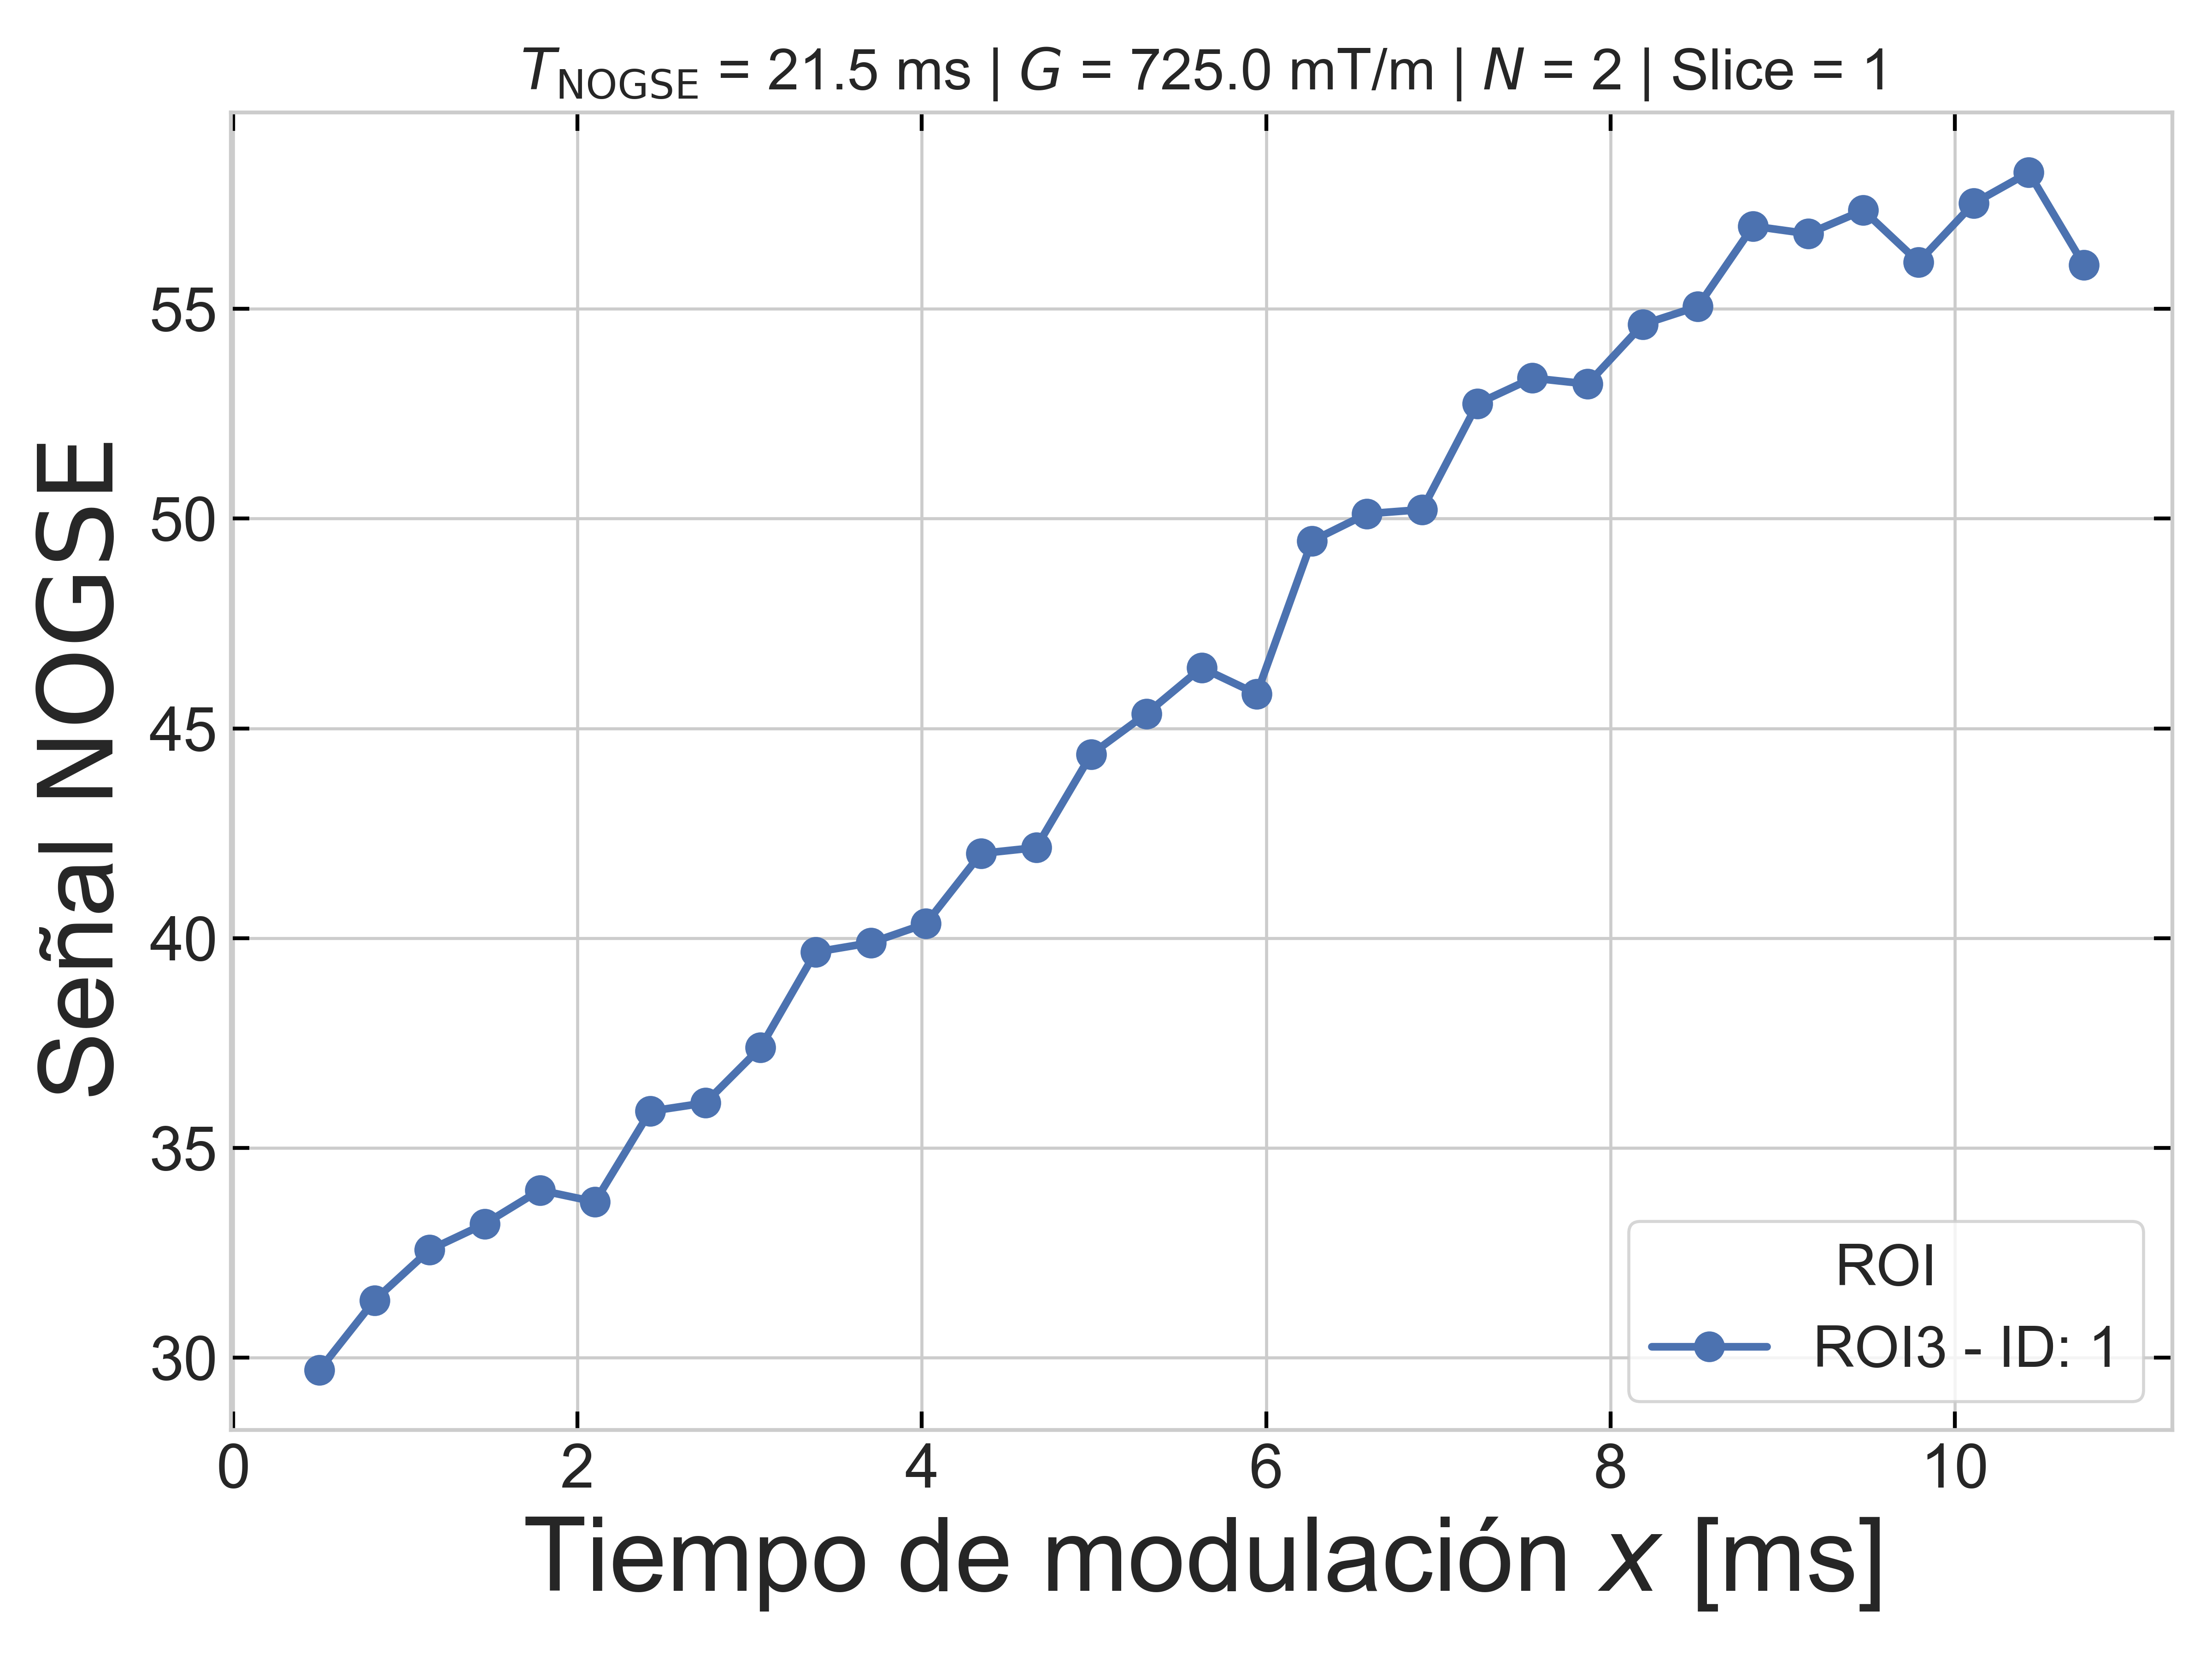 T_NOGSE = 21.5 ms | G = 725.0 mT/m | N = 2 | Slice = 1
Señal NOGSE
55
50
45
40
35
30
ROI
ROI3 - ID: 1
0 2 4 6 8 10
Tiempo de modulación x [ms]